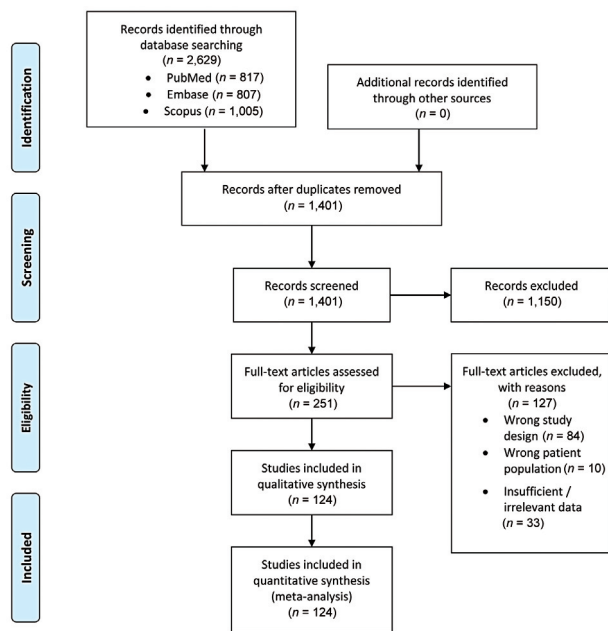 Identification
Records identified through
database searching
(n = 2,629)
• PubMed (n = 817)
• Embase (n = 807)
• Scopus (n = 1,005)
Additional records identified
through other sources
(n = 0)
Records after duplicates removed
(n = 1,401)
Screening
Records screened
(n = 1,401)
Records excluded
(n = 1,150)
Eligibility
Full-text articles assessed
for eligibility
(n = 251)
Full-text articles excluded,
with reasons
(n = 127)
• Wrong study
design (n = 84)
• Wrong patient
population (n = 10)
• Insufficient /
irrelevant data
(n = 33)
Studies included in
qualitative synthesis
(n = 124)
Included
Studies included in
quantitative synthesis
(meta-analysis)
(n = 124)